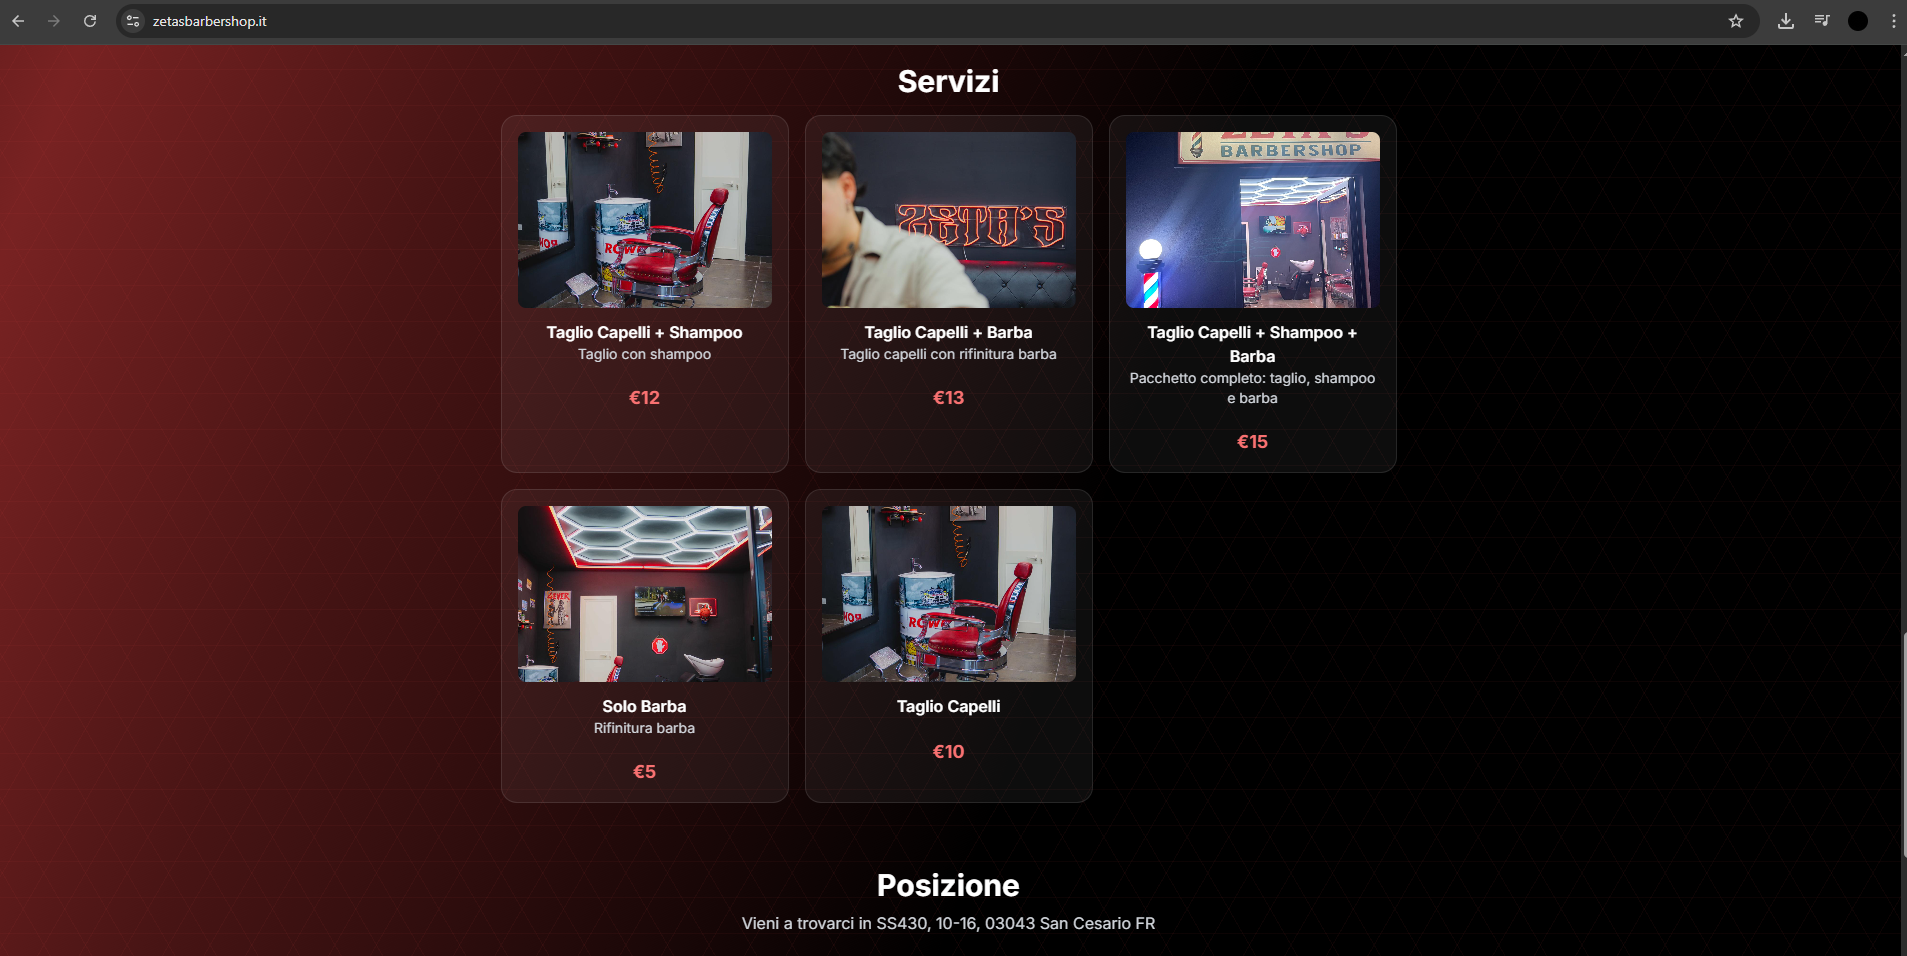 zetasbarbershop.it
Servizi
ROWE
ZETA'S
ZETA'S
BARBERSHOP
Taglio Capelli + Shampoo
Taglio con shampoo
€12
Taglio Capelli + Barba
Taglio capelli con rifinitura barba
€13
Taglio Capelli + Shampoo +
Barba
Pacchetto completo: taglio, shampoo
e barba
€15
Solo Barba
Rifinitura barba
€5
Taglio Capelli
€10
Posizione
Vieni a trovarci in SS430, 10-16, 03043 San Cesario FR